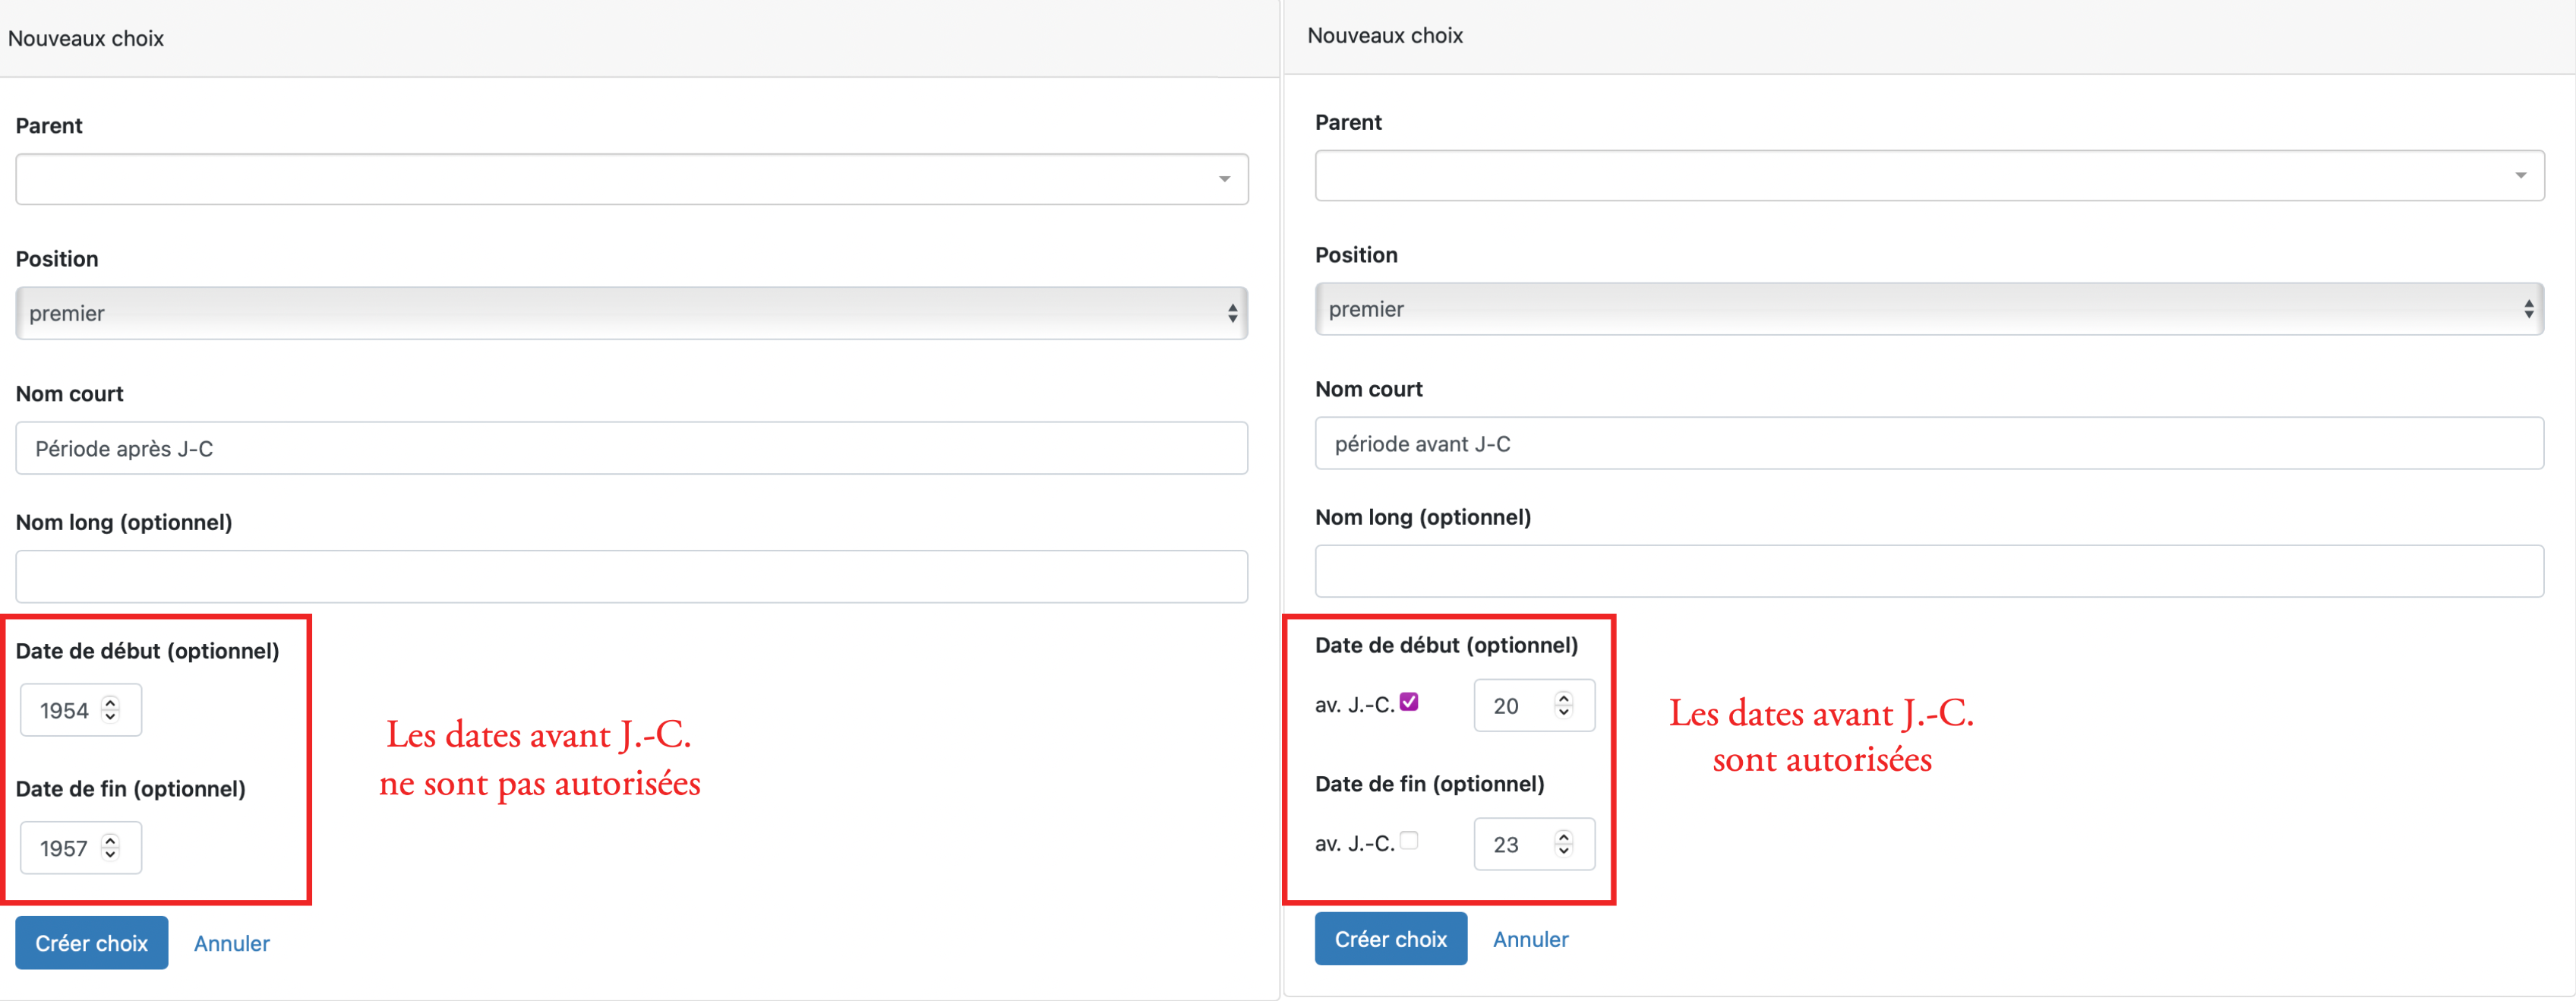 Nouveaux choix
Parent
Position
premier
Nom court
Période après J-C
Nom long (optionnel)
Date de début (optionnel)
1954
Date de fin (optionnel)
1957
Les dates avant J.-C.
ne sont pas autorisées
Créer choix Annuler
Nouveaux choix
Parent
Position
premier
Nom court
période avant J-C
Nom long (optionnel)
Date de début (optionnel)
av. J.-C. 20
Date de fin (optionnel)
av. J.-C. 23
Les dates avant J.-C.
sont autorisées
Créer choix Annuler